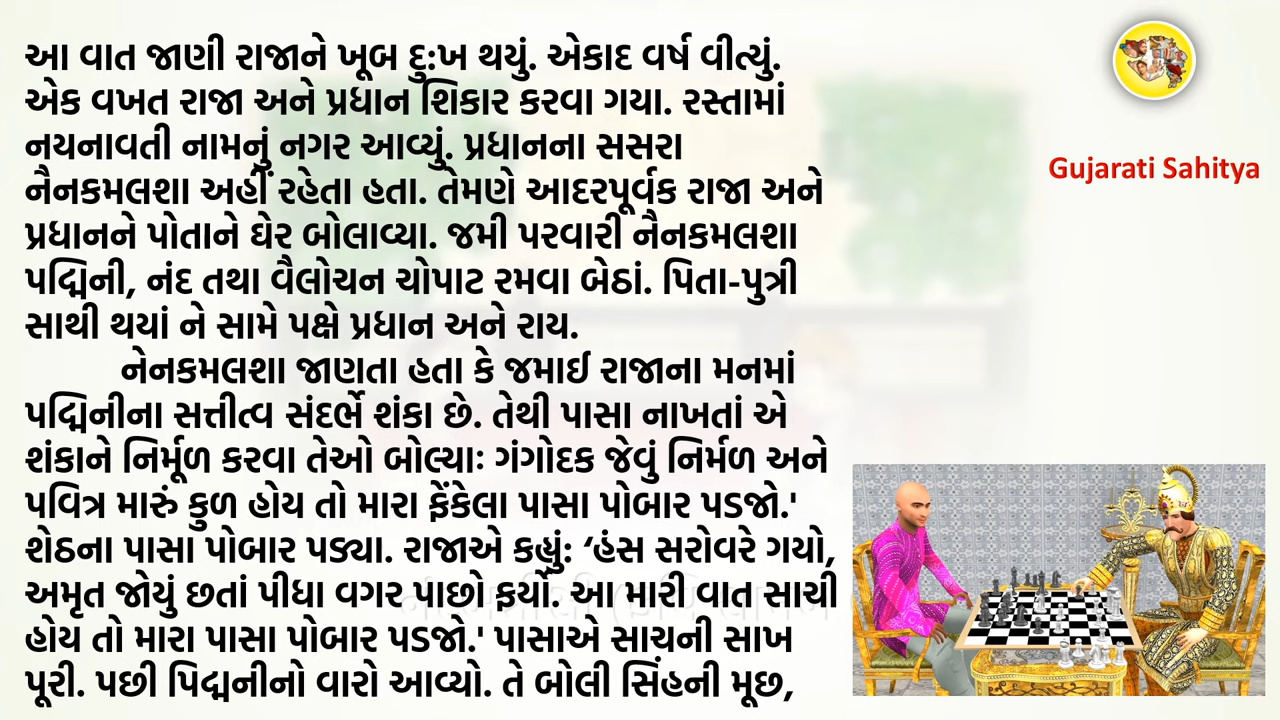 આ વાત જાણી રાજાને ખૂબ દુઃખ થયું. એકાદ વર્ષ વીત્યું.
એક વખત રાજા અને પ્રધાન શિકાર કરવા ગયા. રસ્તામાં
નયનાવતી નામનું નગર આવ્યું. પ્રધાનના સસરા
નૈનકમલશા અહીં રહેતા હતા. તેમણે આદરપૂર્વક રાજા અને
પ્રધાનને પોતાને ઘેર બોલાવ્યા. જમી પરવારી નૈનકમલશા
પદ્મિની, નંદ તથા વૈલોચન ચોપાટ રમવા બેઠાં. પિતા-પુત્રી
સાથી થયાં ને સામે પક્ષે પ્રધાન અને રાય.
નેનકમલશા જાણતા હતા કે જમાઈ રાજાના મનમાં
પદ્મિનીના સત્તીત્વ સંદર્ભે શંકા છે. તેથી પાસા નાખતાં એ
શંકાને નિર્મૂળ કરવા તેઓ બોલ્યાઃ ગંગોદક જેવું નિર્મળ અને
પવિત્ર મારું કુળ હોય તો મારા ફેંકેલા પાસા પોબાર પડજો.'
શેઠના પાસા પોબાર પડ્યા. રાજાએ કહ્યુંઃ ‘હંસ સરોવરે ગયો,
અમૃત જોયું છતાં પીધા વગર પાછો ફર્યો. આ મારી વાત સાચી
હોય તો મારા પાસા પોબાર પડજો.' પાસાએ સાચની સાખ
પૂરી. પછી પિદ્મનીનો વારો આવ્યો. તે બોલી સિંહની મૂછ,
Gujarati Sahitya